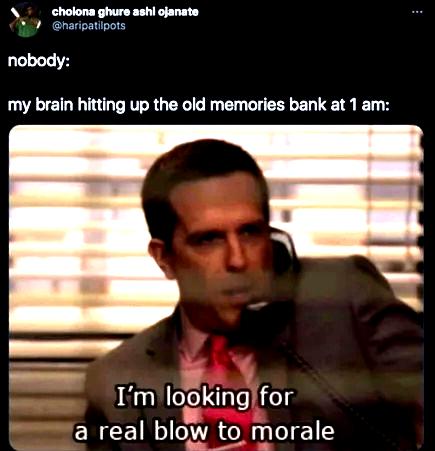 cholona ghure ashi ojanate
@haripatilpots
nobody:
my brain hitting up the old memories bank at 1 am:
I'm looking for
a real blow to morale